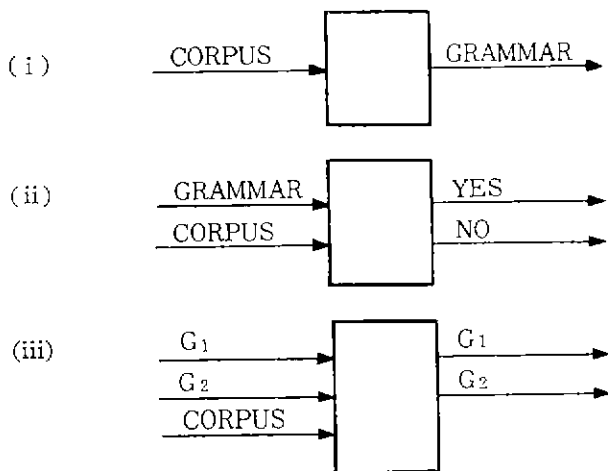 (i) CORPUS GRAMMAR
(ii) GRAMMAR YES
CORPUS NO
(iii) G₁ G₁
G₂ G₂
CORPUS